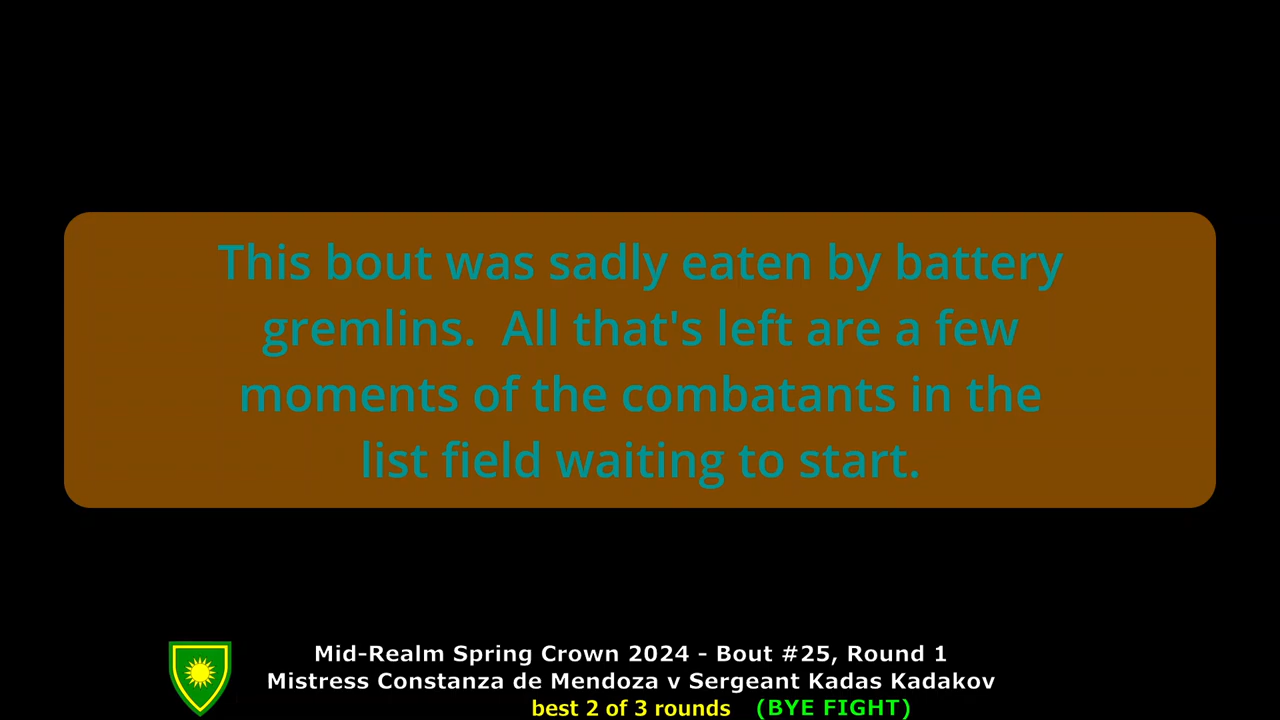 This bout was sadly eaten by battery
gremlins.  All that's left are a few
moments of the combatants in the
list field waiting to start.
Mid-Realm Spring Crown 2024 - Bout #25, Round 1
Mistress Constanza de Mendoza v Sergeant Kadas Kadakov
best 2 of 3 rounds (BYE FIGHT)